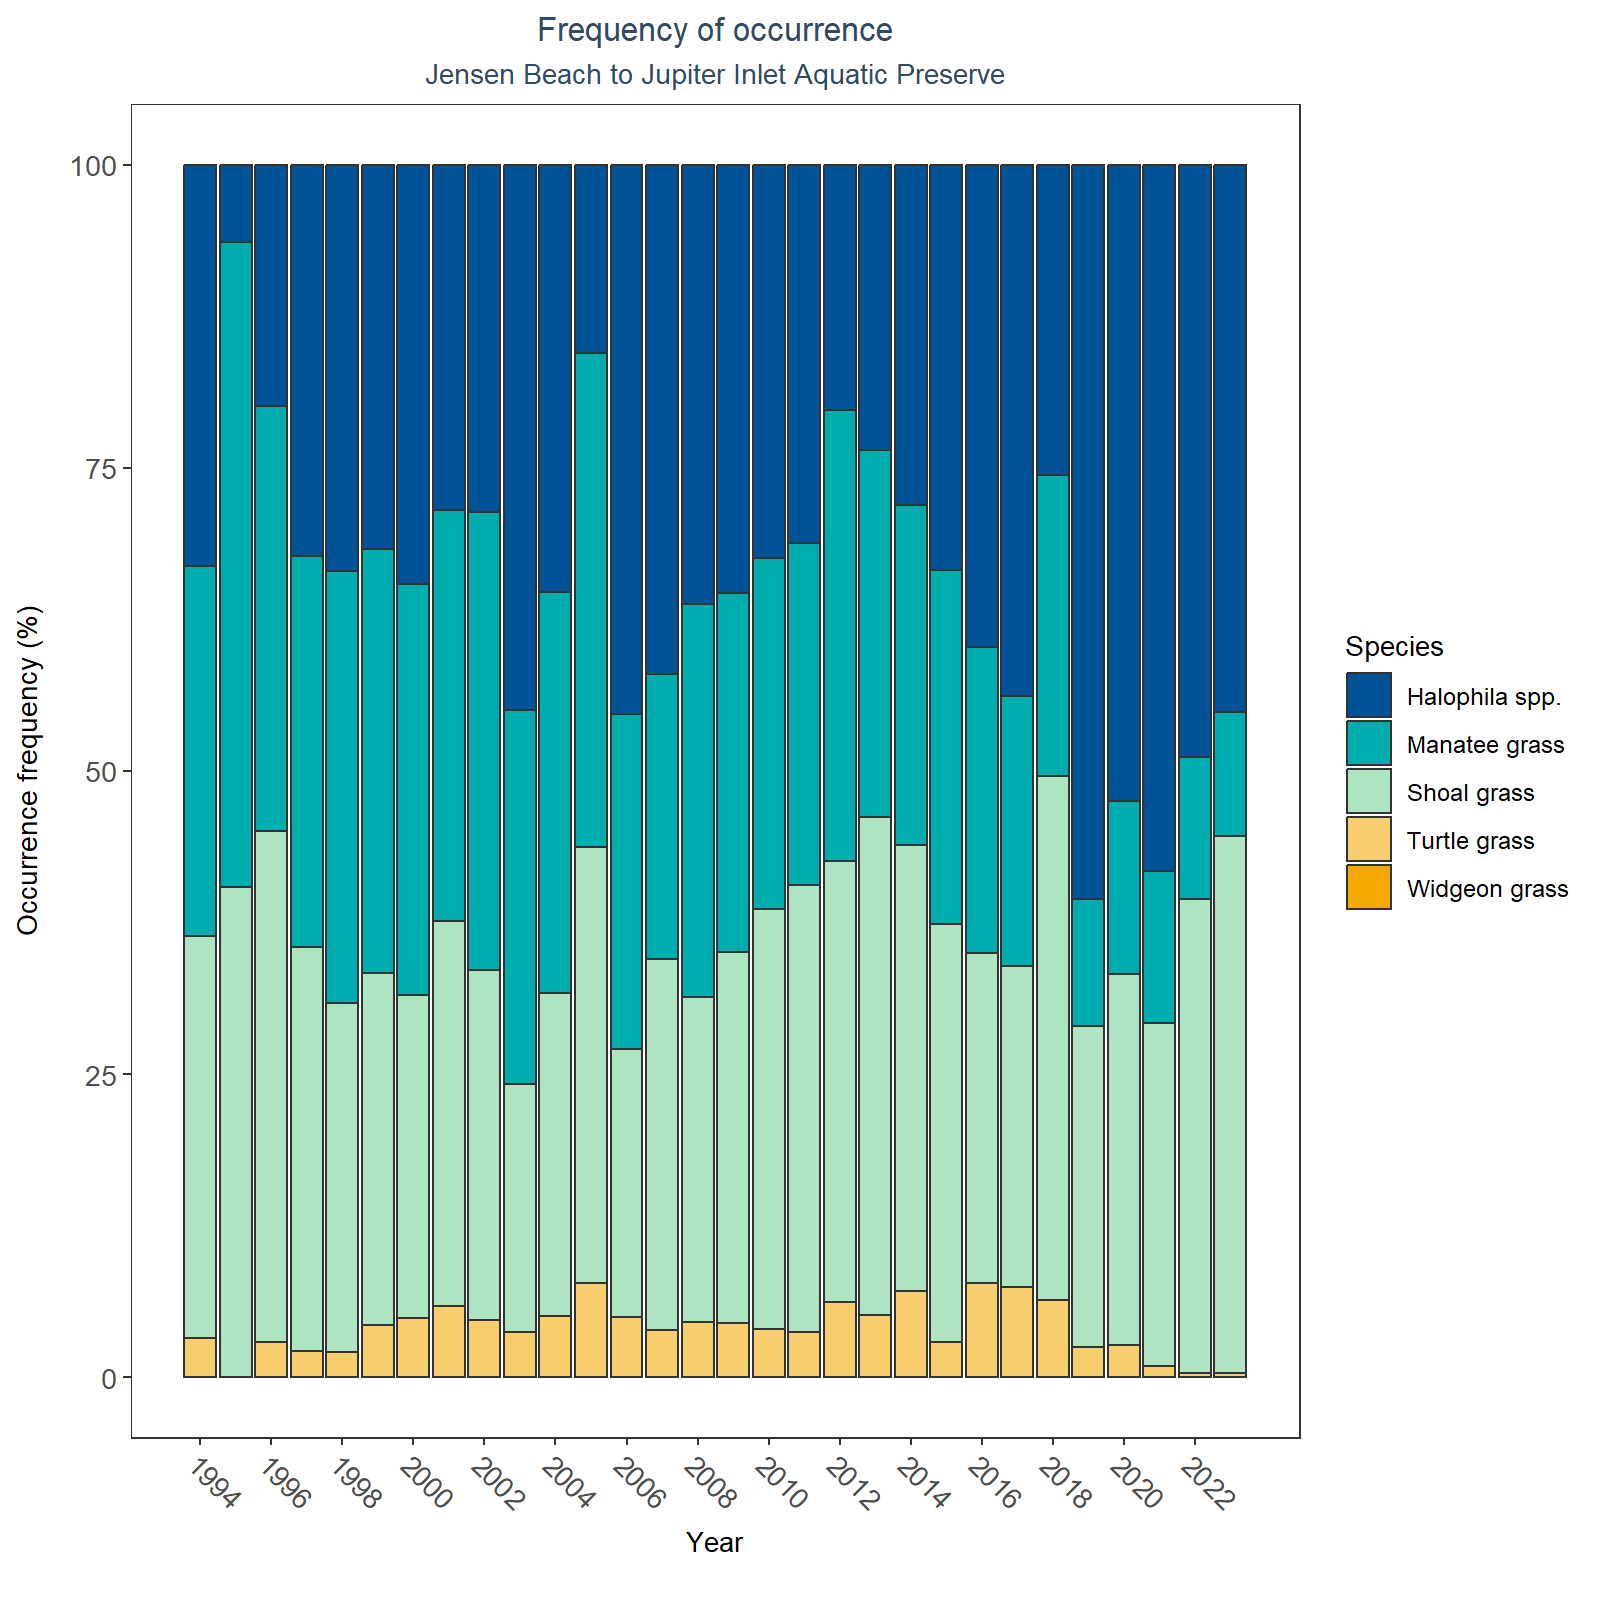 Frequency of occurrence
Jensen Beach to Jupiter Inlet Aquatic Preserve
Occurrence frequency (%)
100
75
50
25
0
1994 1996 1998 2000 2002 2004 2006 2008 2010 2012 2014 2016 2018 2020 2022
Year
Species
Halophila spp.
Manatee grass
Shoal grass
Turtle grass
Widgeon grass